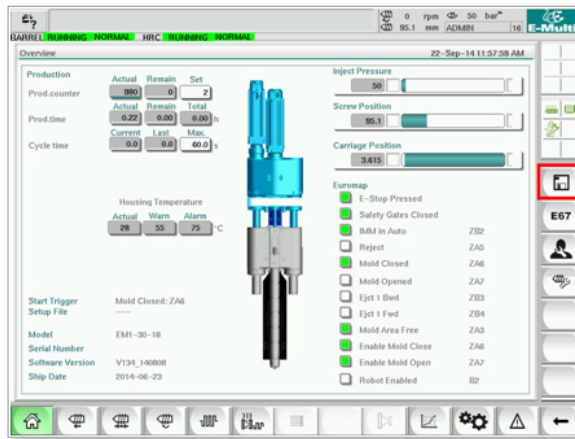 0 rpm 50 bar"
95.1 mm ADMIN 16 E-Multi
BARREL RUNNING NORMAL HRC RUNNING NORMAL
Overview 22-Sep-14 11:57:58 AM
Production
Actual Remain Set
Prod.counter 980 0 2
Actual Remain Total
Prod.time 0.22 0.00 0.00 h
Current Last Max.
Cycle time 0.0 0.0 60.0 s
Housing Temperature
Actual Warn Alarm
28 55 75 °C
Start Trigger Mold Closed: ZA6
Setup File ---
Model EM1-30-18
Serial Number
Software Version V134_140808
Ship Date 2014-06-23
Inject Pressure
50
Screw Position
95.1
Carriage Position
3.615
Euromap
E-Stop Pressed
Safety Gates Closed
IMM in Auto ZB2
Reject ZA5
Mold Closed ZA6
Mold Opened ZA7
Ejct 1 Bwd ZB3
Ejct 1 Fwd ZB4
Mold Area Free ZA3
Enable Mold Close ZA6
Enable Mold Open ZA7
Robot Enabled B2
E67